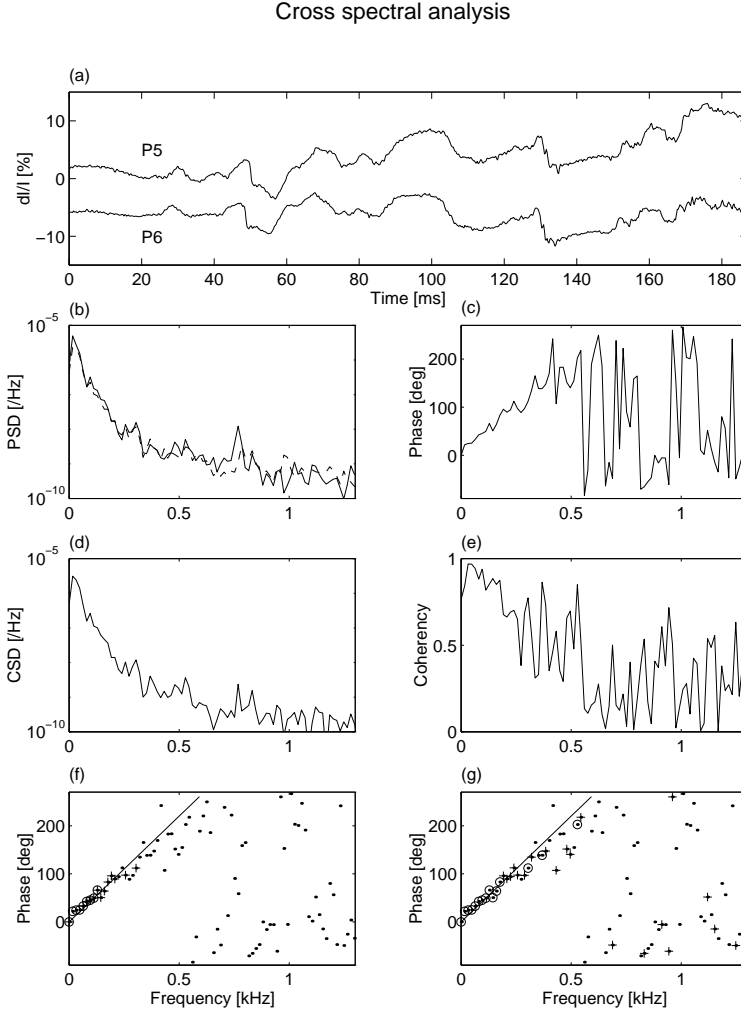 Cross spectral analysis
(a)
10
0
−10
dI/I [%]
P5
P6
0 20 40 60 80 100 120 140 160 180
Time [ms]
(b)
10−5
10−10
PSD [/Hz]
0 0.5 1
(c)
200
100
0
Phase [deg]
0 0.5 1
(d)
10−5
10−10
CSD [/Hz]
0 0.5 1
(e)
1
0.5
0
Coherency
0 0.5 1
(f)
200
100
0
Phase [deg]
0 0.5 1
Frequency [kHz]
(g)
200
100
0
Phase [deg]
0 0.5 1
Frequency [kHz]